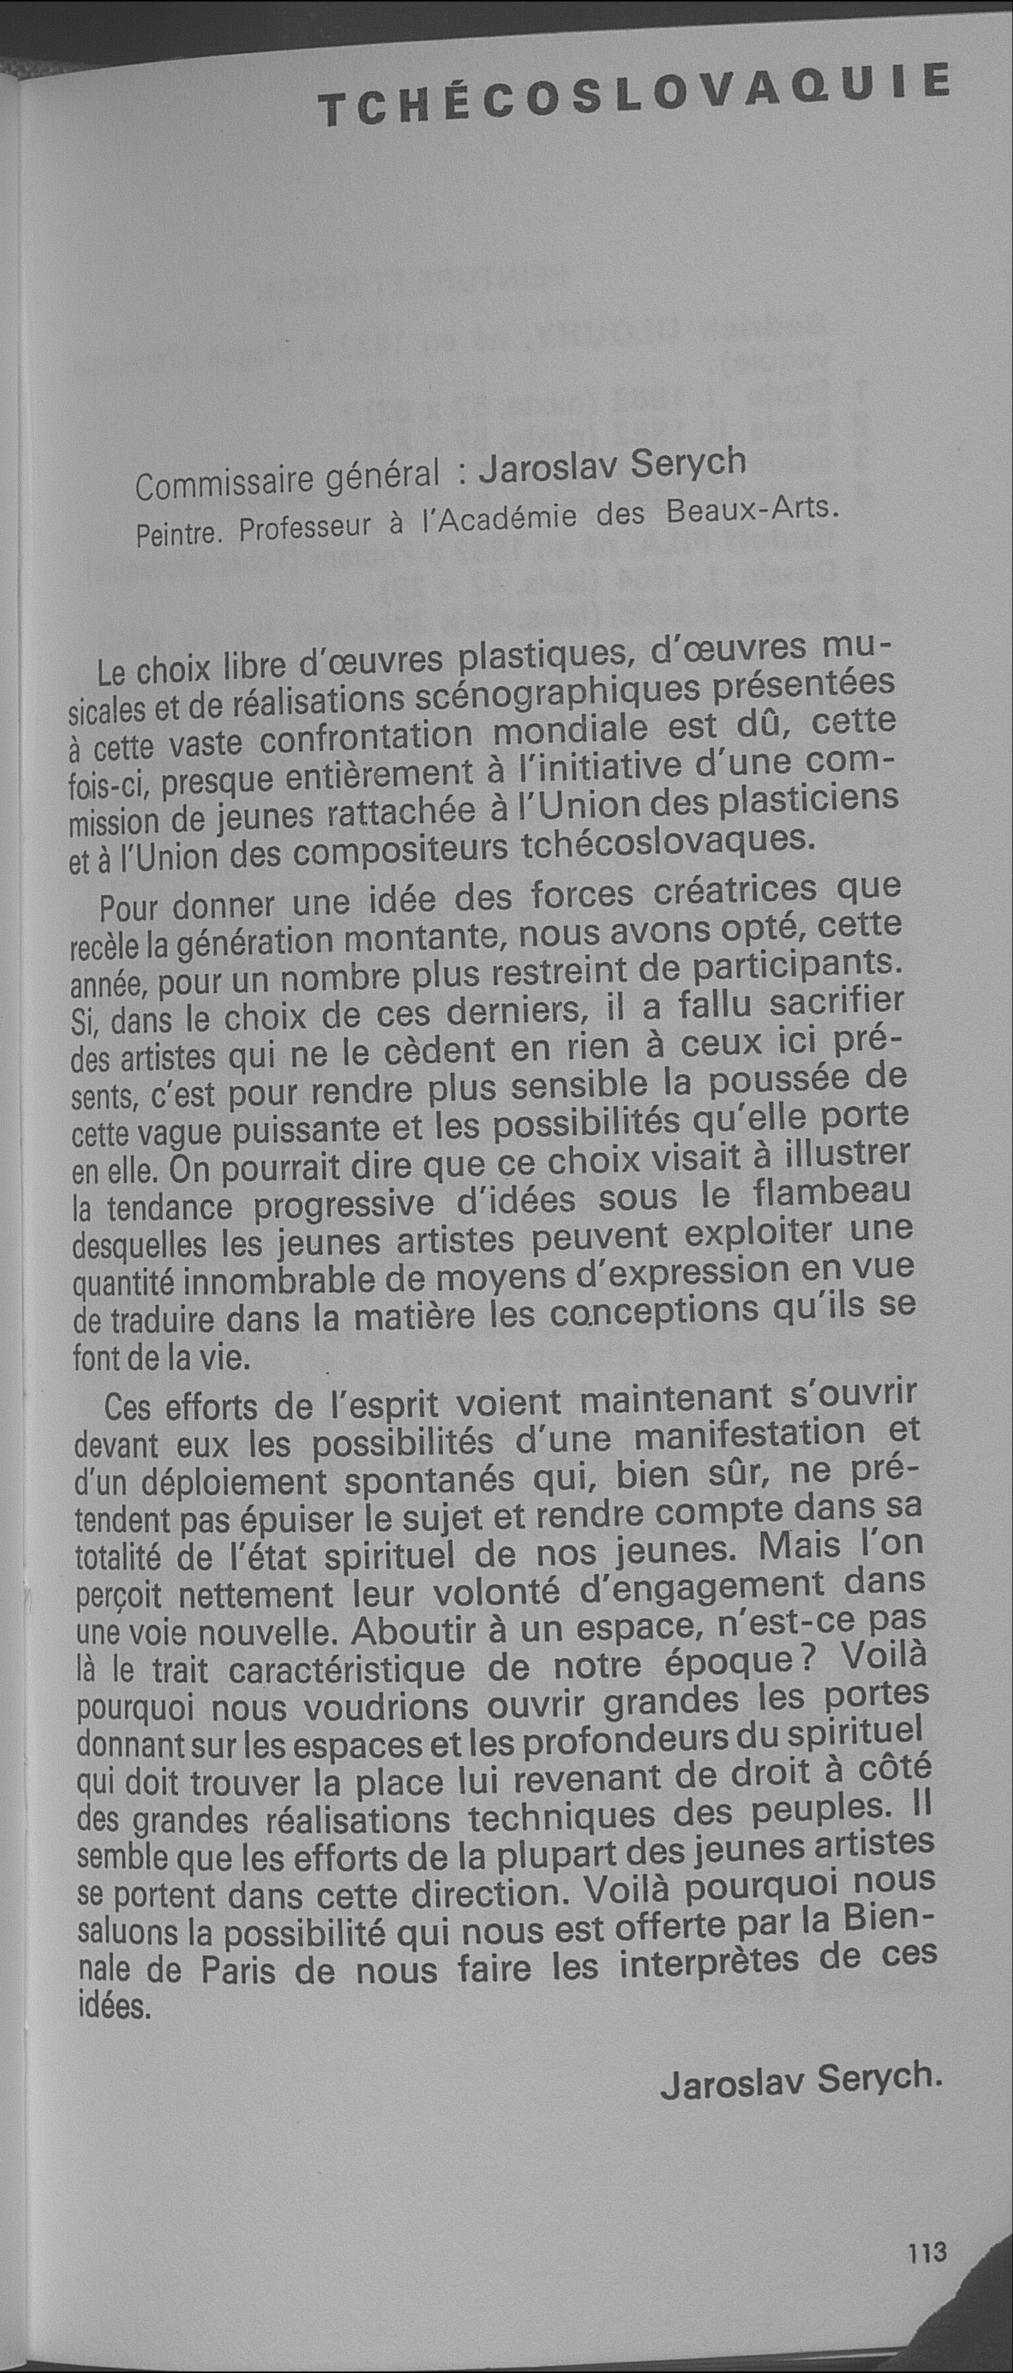 TCHÉCOSLOVAQUIE
Commissaire général : Jaroslav Serych
Peintre. Professeur à l'Académie des Beaux-Arts.
Le choix libre d'œuvres plastiques, d'œuvres mu-
sicales et de réalisations scénographiques présentées
à cette vaste confrontation mondiale est dû, cette
fois-ci, presque entièrement à l'initiative d'une com-
mission de jeunes rattachée à l'Union des plasticiens
et à l'Union des compositeurs tchécoslovaques.
Pour donner une idée des forces créatrices que
recèle la génération montante, nous avons opté, cette
année, pour un nombre plus restreint de participants.
Si, dans le choix de ces derniers, il a fallu sacrifier
des artistes qui ne le cèdent en rien à ceux ici pré-
sents, c'est pour rendre plus sensible la poussée de
cette vague puissante et les possibilités qu'elle porte
en elle. On pourrait dire que ce choix visait à illustrer
la tendance progressive d'idées sous le flambeau
desquelles les jeunes artistes peuvent exploiter une
quantité innombrable de moyens d'expression en vue
de traduire dans la matière les conceptions qu'ils se
font de la vie.
Ces efforts de l'esprit voient maintenant s'ouvrir
devant eux les possibilités d'une manifestation et
d'un déploiement spontanés qui, bien sûr, ne pré-
tendent pas épuiser le sujet et rendre compte dans sa
totalité de l'état spirituel de nos jeunes. Mais l'on
perçoit nettement leur volonté d'engagement dans
une voie nouvelle. Aboutir à un espace, n'est-ce pas
là le trait caractéristique de notre époque ? Voilà
pourquoi nous voudrions ouvrir grandes les portes
donnant sur les espaces et les profondeurs du spirituel
qui doit trouver la place lui revenant de droit à côté
des grandes réalisations techniques des peuples. Il
semble que les efforts de la plupart des jeunes artistes
se portent dans cette direction. Voilà pourquoi nous
saluons la possibilité qui nous est offerte par la Bien-
nale de Paris de nous faire les interprètes de ces
idées.
Jaroslav Serych.
113